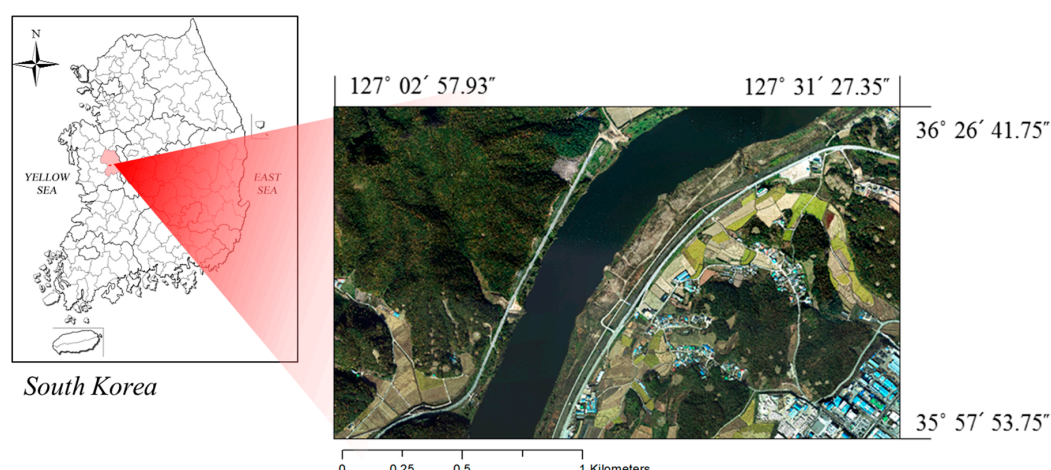 N
YELLOW
SEA
EAST
SEA
South Korea
127° 02´ 57.93″
127° 31´ 27.35″
36° 26´ 41.75″
35° 57´ 53.75″
0 0.25 0.5 1 Kilometers